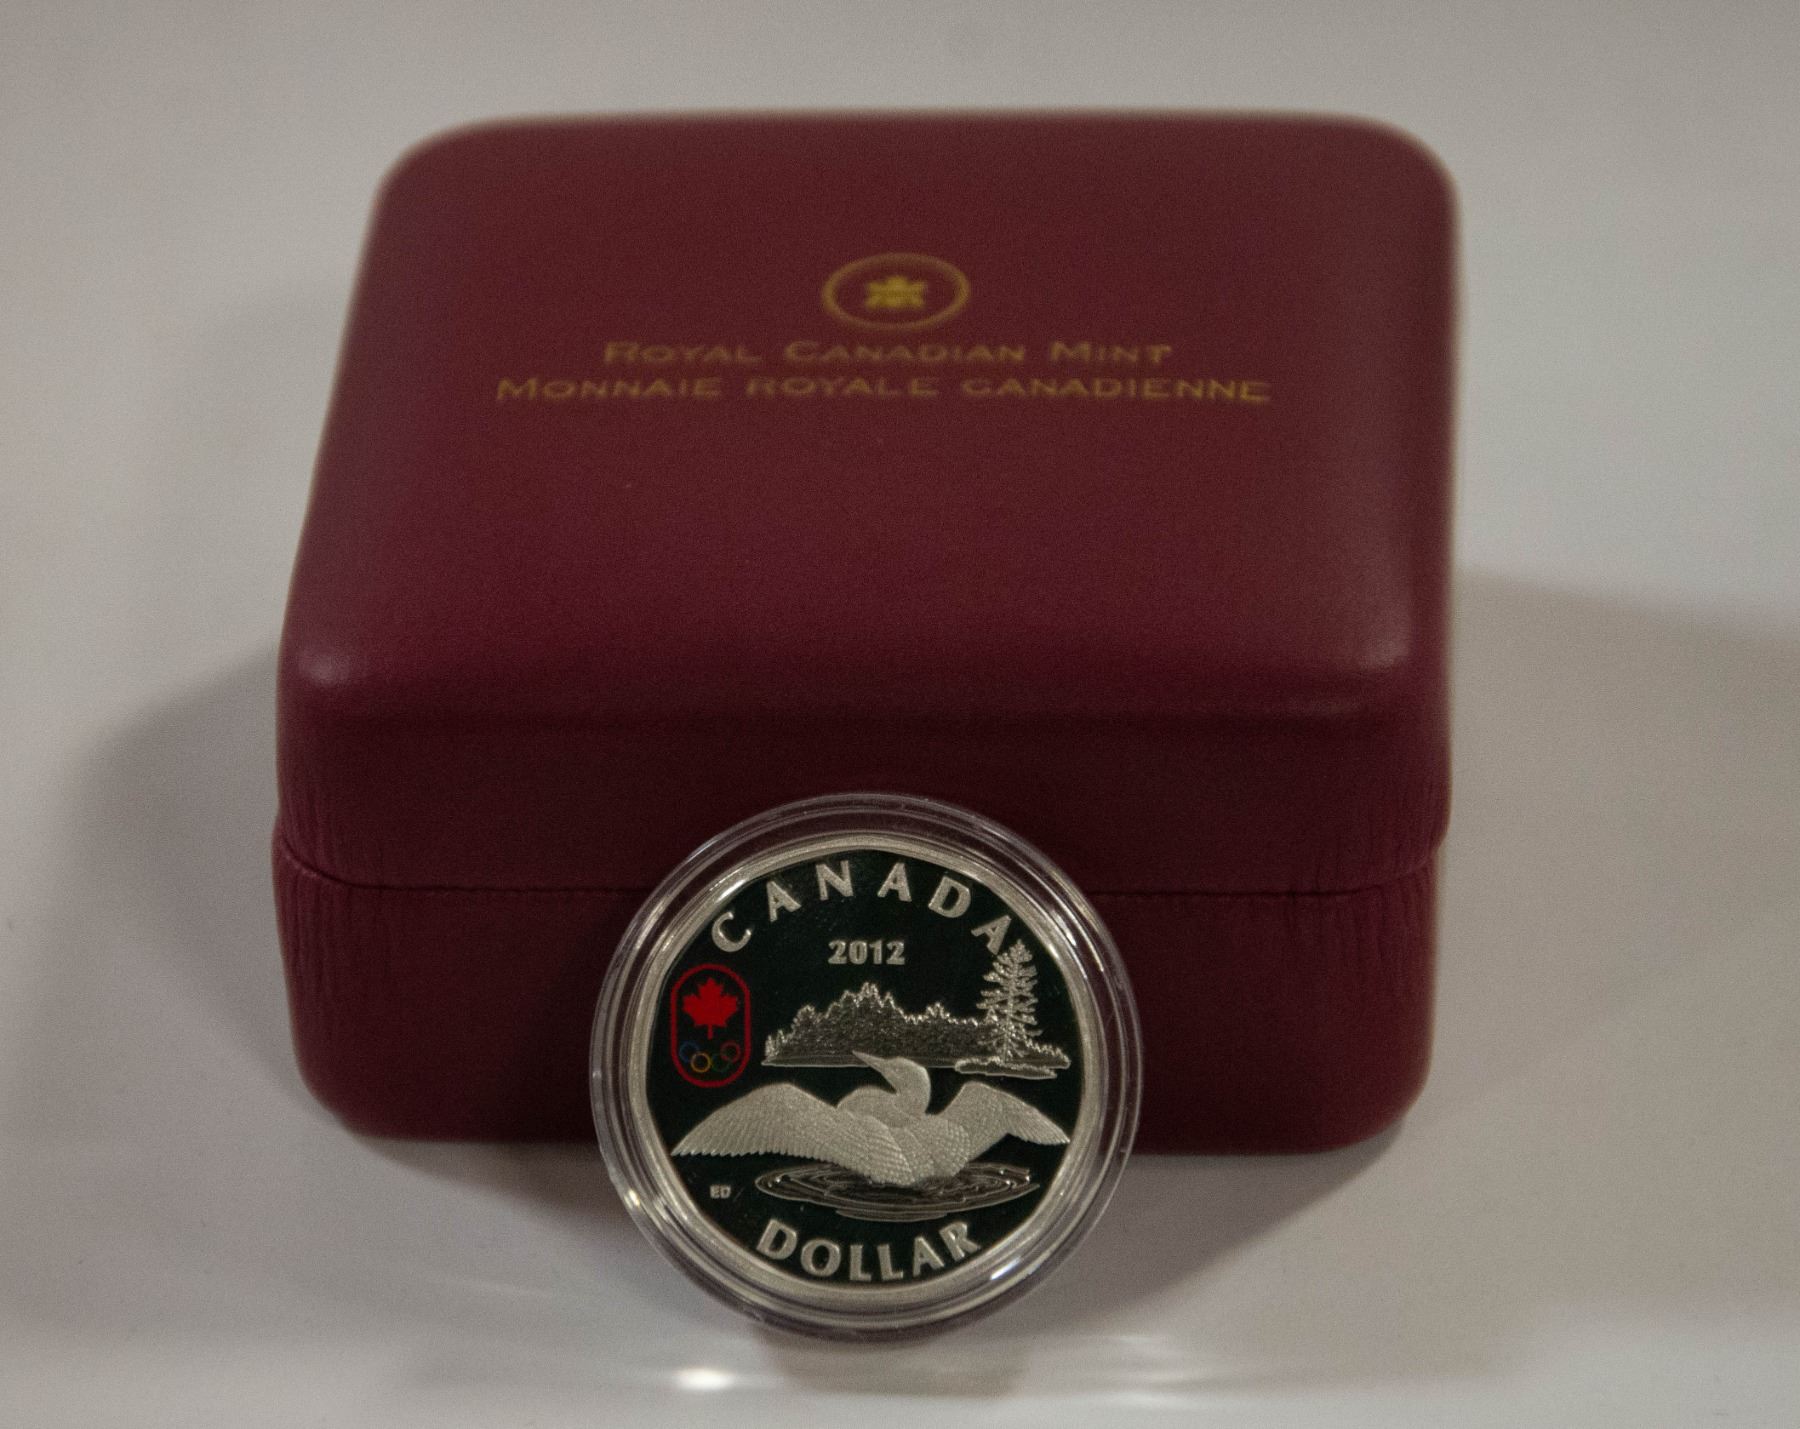 ROYAL CANADIAN MINT
MONNAIE ROYALE CANADIENNE
CANADA
2012
ED
DOLLAR